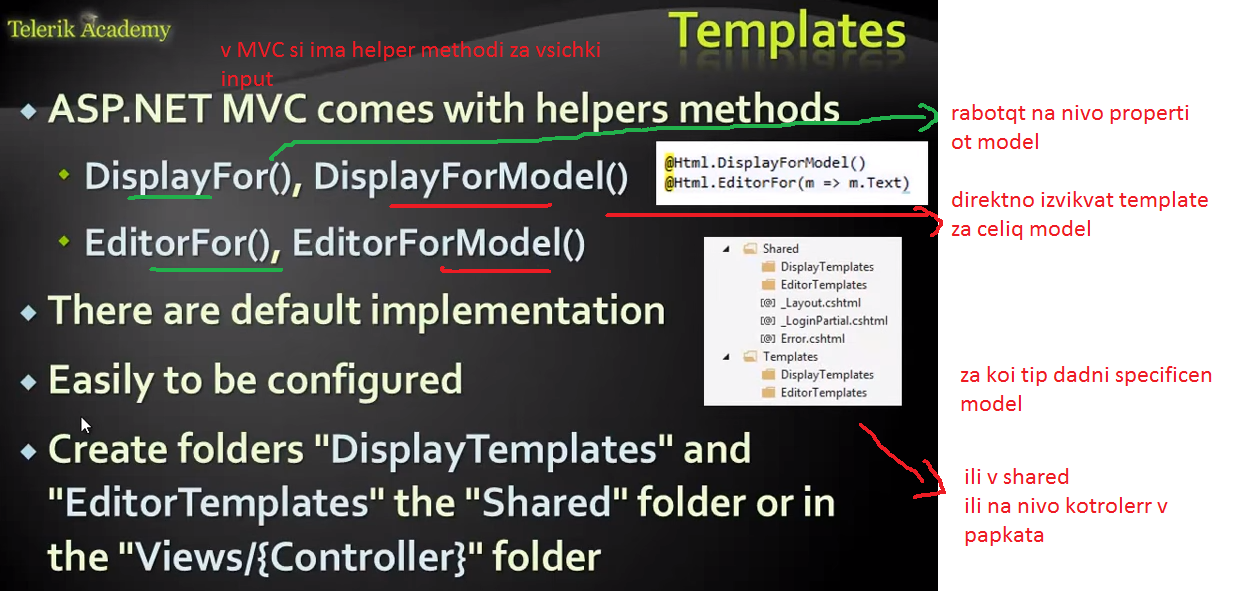 Telerik Academy
Templates
v MVC si ima helper methodi za vsichki
input
ASP.NET MVC comes with helpers methods
rabotqt na nivo properti
ot model
DisplayFor(), DisplayForModel()
@Html.DisplayForModel()
@Html.EditorFor(m => m.Text)
direktno izvikvat template
za celiq model
EditorFor(), EditorForModel()
Shared
DisplayTemplates
EditorTemplates
_Layout.cshtml
_LoginPartial.cshtml
Error.cshtml
Templates
DisplayTemplates
EditorTemplates
There are default implementation
Easily to be configured
za koi tip dadni specificen
model
Create folders "DisplayTemplates" and
"EditorTemplates" the "Shared" folder or in
the "Views/{Controller}" folder
ili v shared
ili na nivo kotrolerr v
papkata